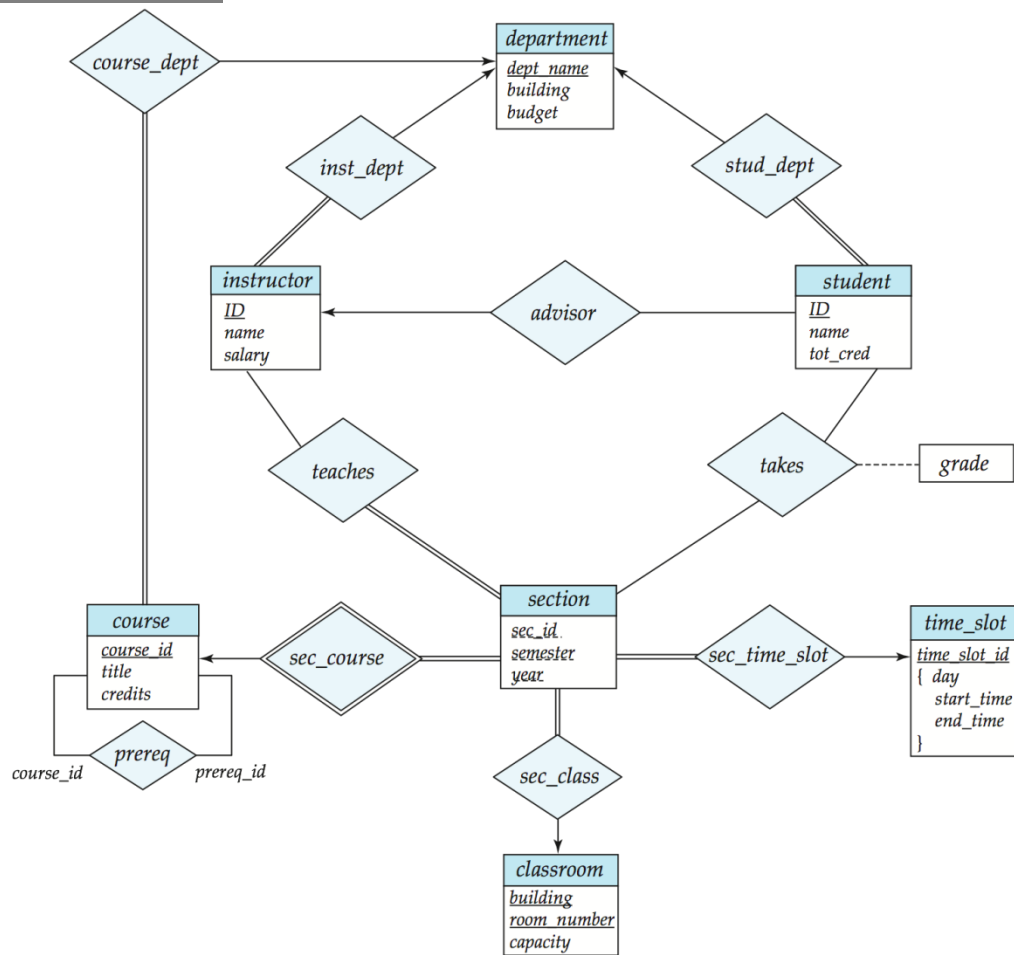 department
dept_name
building
budget
course_dept
inst_dept
stud_dept
instructor
ID
name
salary
advisor
student
ID
name
tot_cred
teaches
takes
grade
course
course_id
title
credits
sec_course
section
sec_id
semester
year
sec_time_slot
time_slot
time_slot_id
{ day
start_time
end_time
}
prereq
course_id
prereq_id
sec_class
classroom
building
room_number
capacity